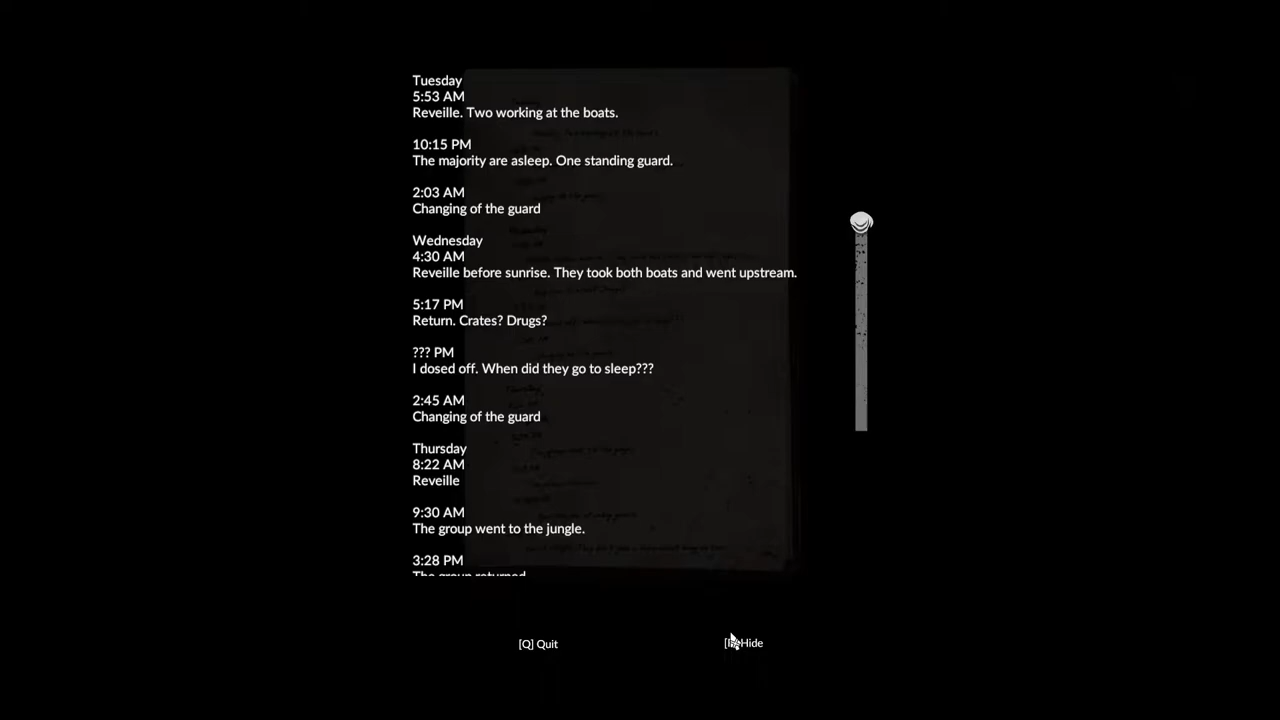 Tuesday
5:53 AM
Reveille. Two working at the boats.
10:15 PM
The majority are asleep. One standing guard.
2:03 AM
Changing of the guard
Wednesday
4:30 AM
Reveille before sunrise. They took both boats and went upstream.
5:17 PM
Return. Crates? Drugs?
??? PM
I dosed off. When did they go to sleep???
2:45 AM
Changing of the guard
Thursday
8:22 AM
Reveille
9:30 AM
The group went to the jungle.
3:28 PM
The group returned
[Q] Quit
Hide